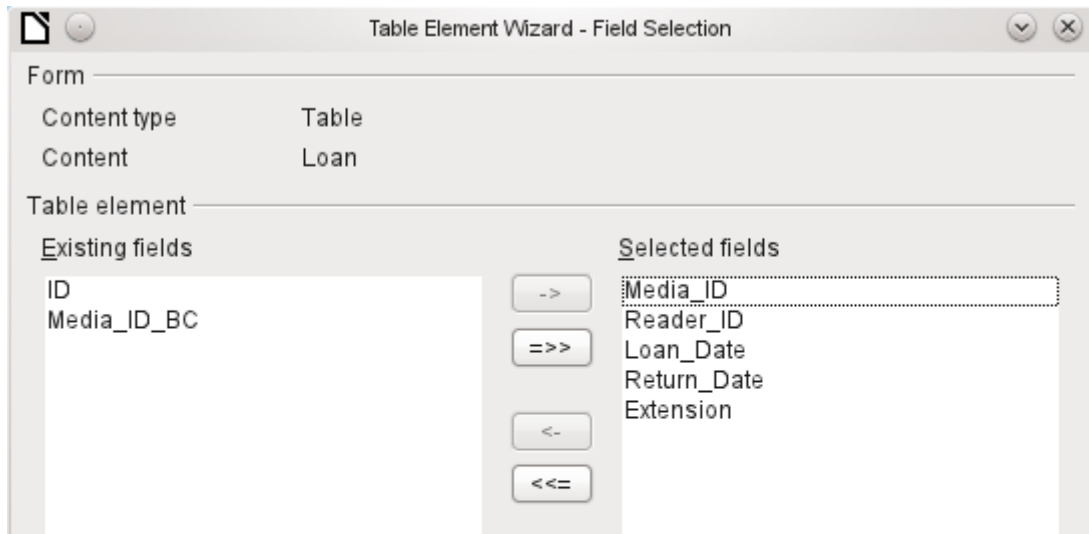 Table Element Wizard - Field Selection
Form
Content type Table
Content Loan
Table element
Existing fields
ID
Media_ID_BC
->
=>>
<-
<<=
Selected fields
Media_ID
Reader_ID
Loan_Date
Return_Date
Extension